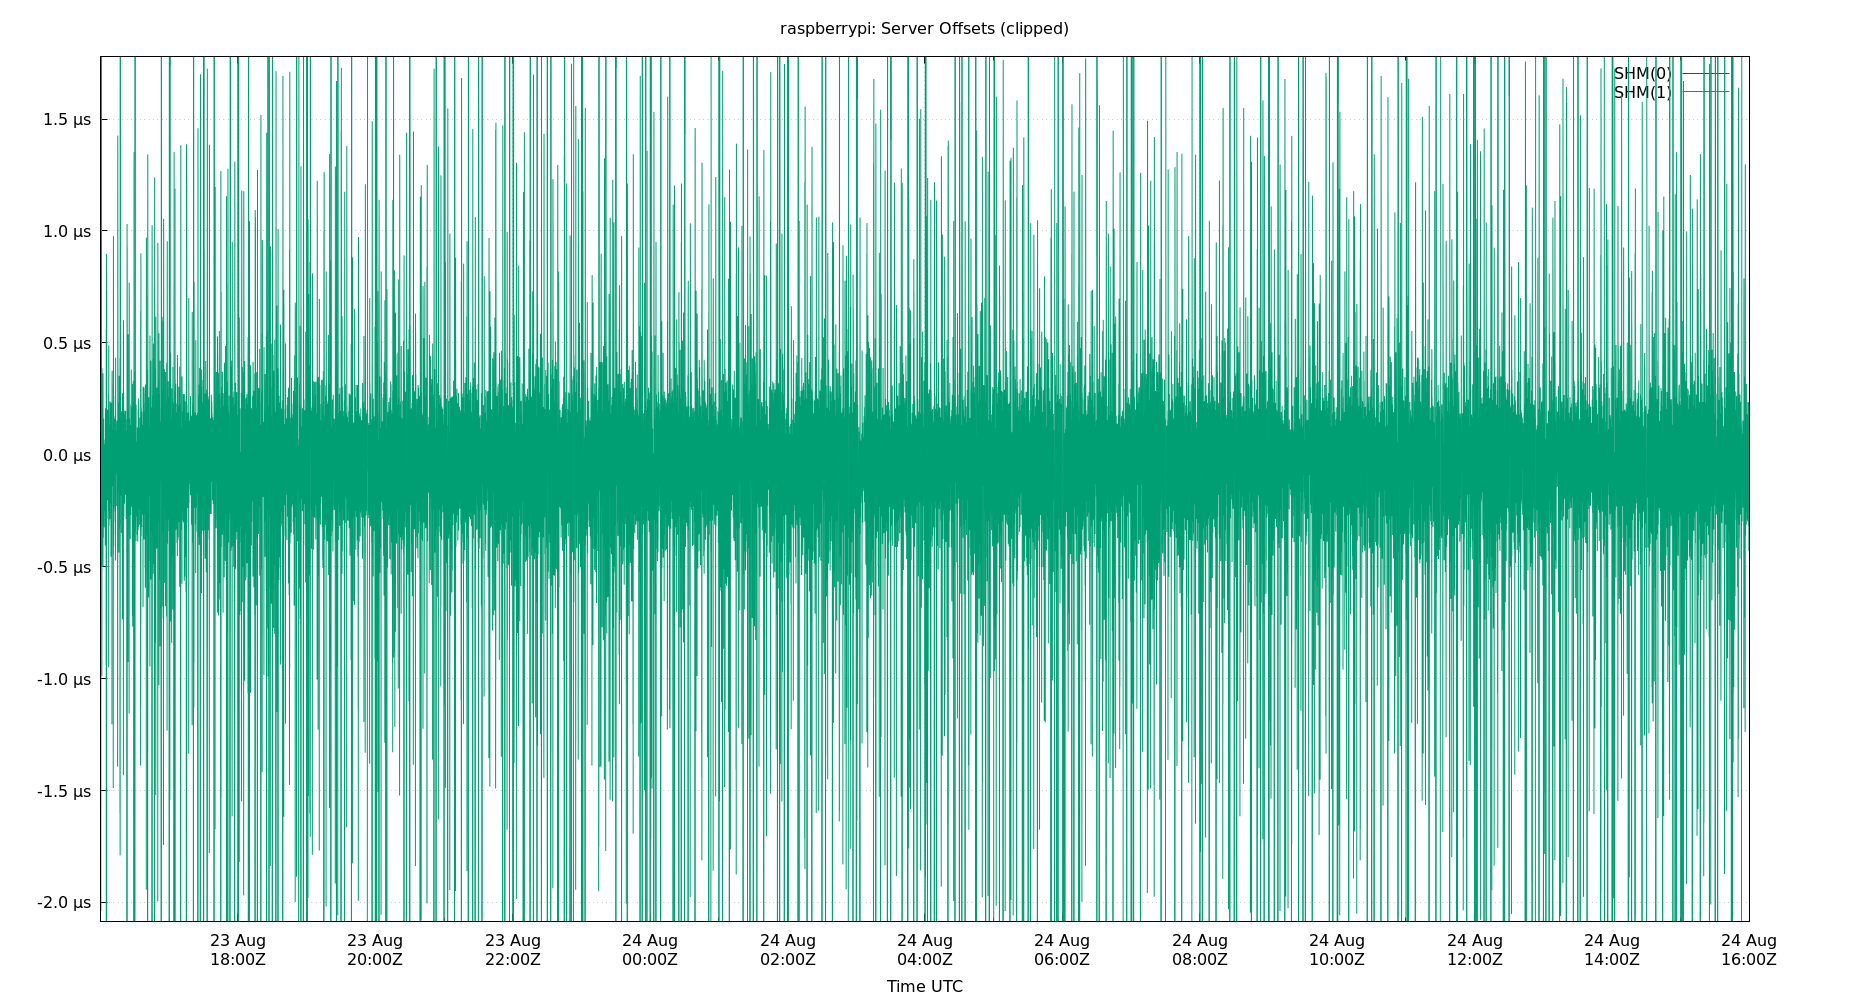 raspberrypi: Server Offsets (clipped)
SHM(0)
SHM(1)
1.5 µs
1.0 µs
0.5 µs
0.0 µs
-0.5 µs
-1.0 µs
-1.5 µs
-2.0 µs
23 Aug 23 Aug 23 Aug 24 Aug 24 Aug 24 Aug 24 Aug 24 Aug 24 Aug 24 Aug 24 Aug 24 Aug
18:00Z 20:00Z 22:00Z 00:00Z 02:00Z 04:00Z 06:00Z 08:00Z 10:00Z 12:00Z 14:00Z 16:00Z
Time UTC